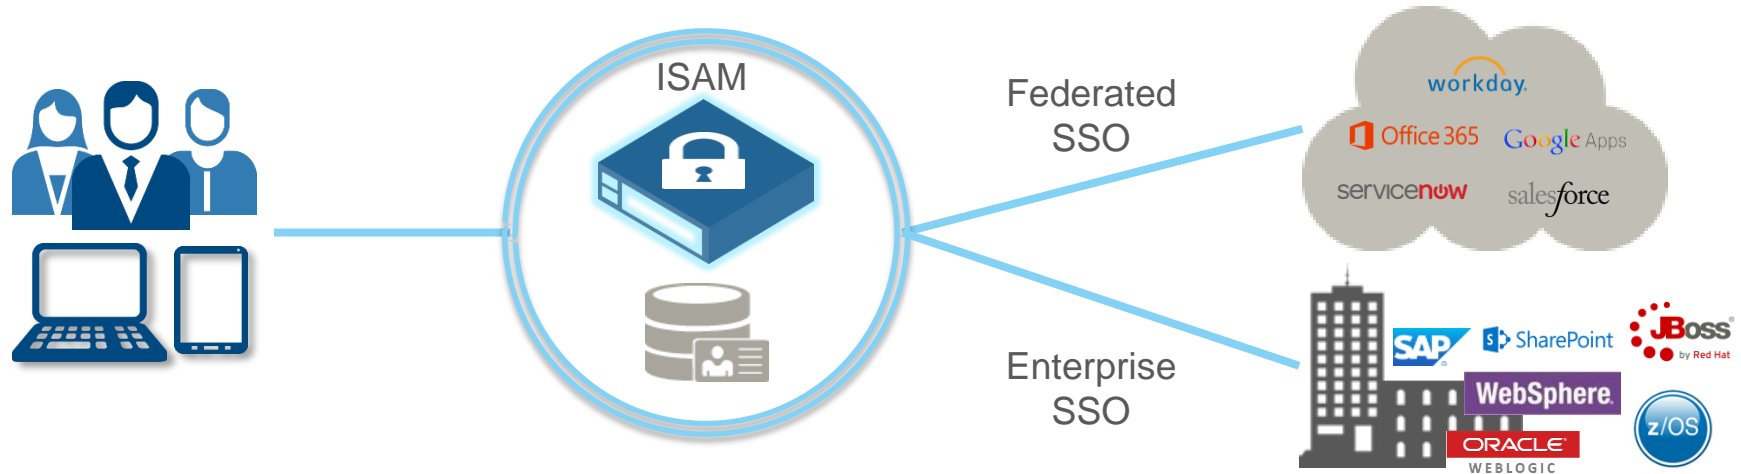 ISAM
Federated
SSO
workday.
Office 365
Google Apps
servicenow
salesforce
Enterprise
SSO
SAP
SharePoint
JBoss
by Red Hat
WebSphere.
z/OS
ORACLE
WEBLOGIC